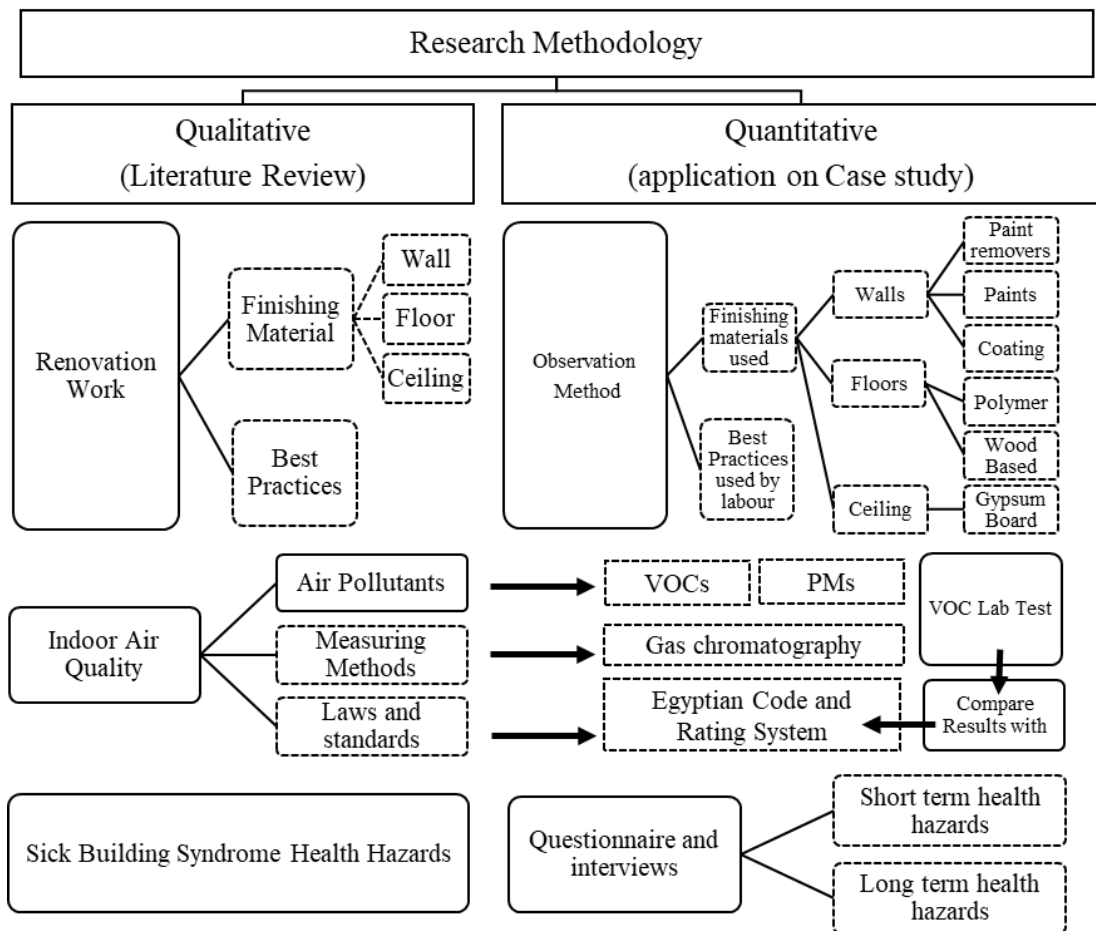 Research Methodology
Qualitative
(Literature Review)
Quantitative
(application on Case study)
Renovation
Work
Finishing
Material
Wall
Floor
Ceiling
Best
Practices
Observation
Method
Finishing
materials
used
Best
Practices
used by
labour
Walls
Floors
Ceiling
Paint
removers
Paints
Coating
Polymer
Wood
Based
Gypsum
Board
Indoor Air
Quality
Air Pollutants
Measuring
Methods
Laws and
standards
VOCs
PMs
Gas chromatography
Egyptian Code and
Rating System
VOC Lab Test
Compare
Results with
Sick Building Syndrome Health Hazards
Questionnaire and
interviews
Short term health
hazards
Long term health
hazards